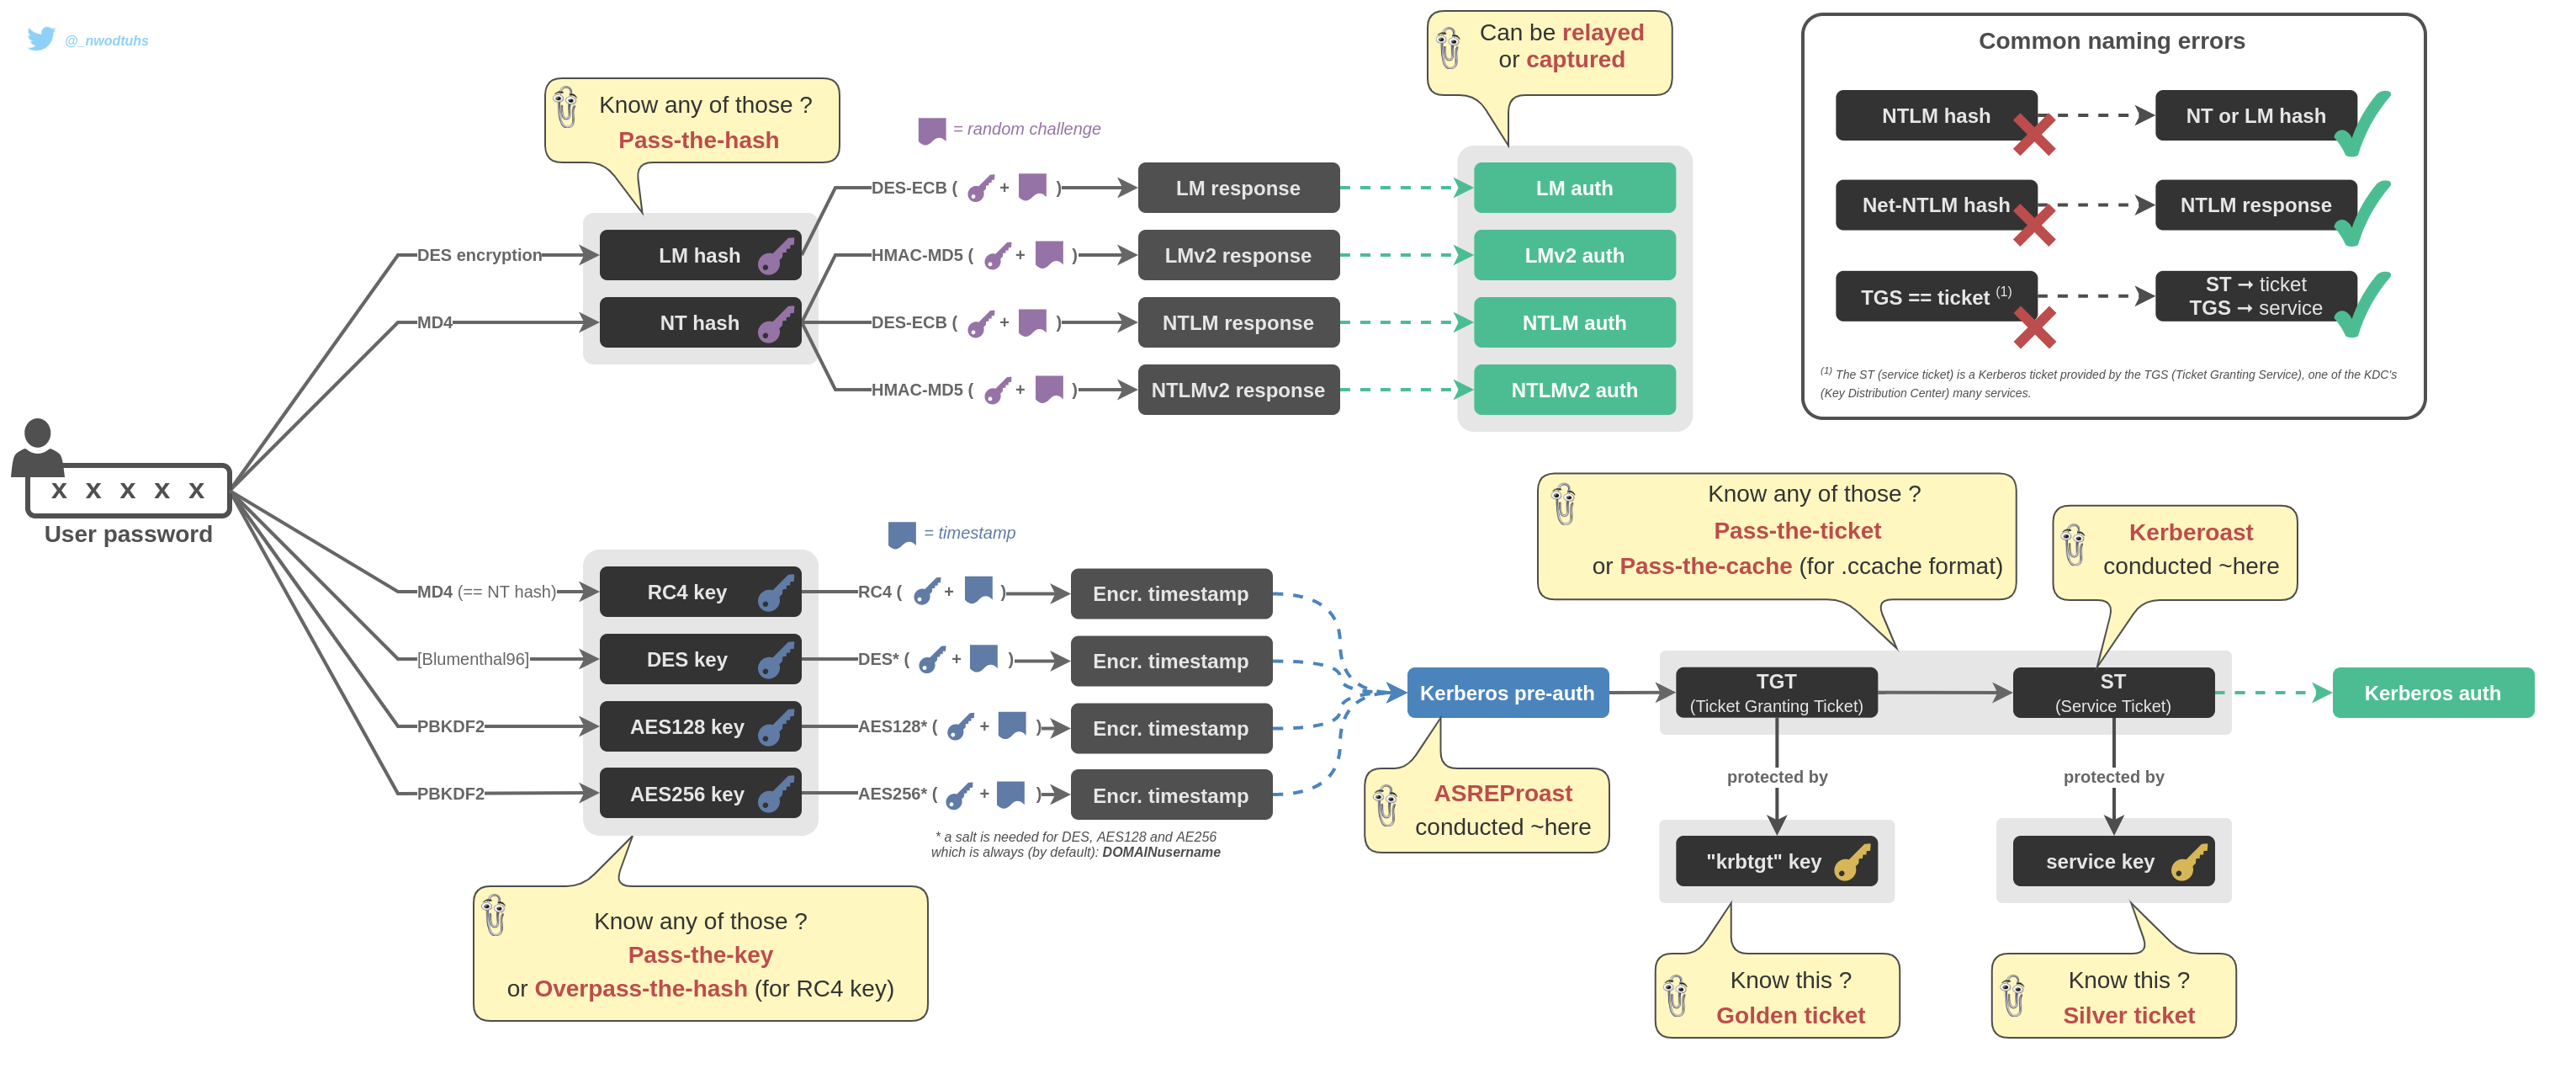 @_nwodtuhs
Know any of those ?
Pass-the-hash
= random challenge
Can be relayed
or captured
DES encryption
MD4
LM hash
NT hash
DES-ECB ( + )
HMAC-MD5 ( + )
DES-ECB ( + )
HMAC-MD5 ( + )
LM response
LMv2 response
NTLM response
NTLMv2 response
LM auth
LMv2 auth
NTLM auth
NTLMv2 auth
Common naming errors
NTLM hash
NT or LM hash
Net-NTLM hash
NTLM response
TGS == ticket (1)
ST → ticket
TGS → service
(1) The ST (service ticket) is a Kerberos ticket provided by the TGS (Ticket Granting Service), one of the KDC's
(Key Distribution Center) many services.
x x x x x
User password
MD4 (== NT hash)
[Blumenthal96]
PBKDF2
PBKDF2
RC4 key
DES key
AES128 key
AES256 key
= timestamp
RC4 ( + )
DES* ( + )
AES128* ( + )
AES256* ( + )
Encr. timestamp
Encr. timestamp
Encr. timestamp
Encr. timestamp
* a salt is needed for DES, AES128 and AE256
which is always (by default): DOMAINusername
Know any of those ?
Pass-the-key
or Overpass-the-hash (for RC4 key)
Kerberos pre-auth
ASREProast
conducted ~here
Know any of those ?
Pass-the-ticket
or Pass-the-cache (for .ccache format)
Kerberoast
conducted ~here
TGT
(Ticket Granting Ticket)
ST
(Service Ticket)
Kerberos auth
protected by
protected by
"krbtgt" key
service key
Know this ?
Golden ticket
Know this ?
Silver ticket